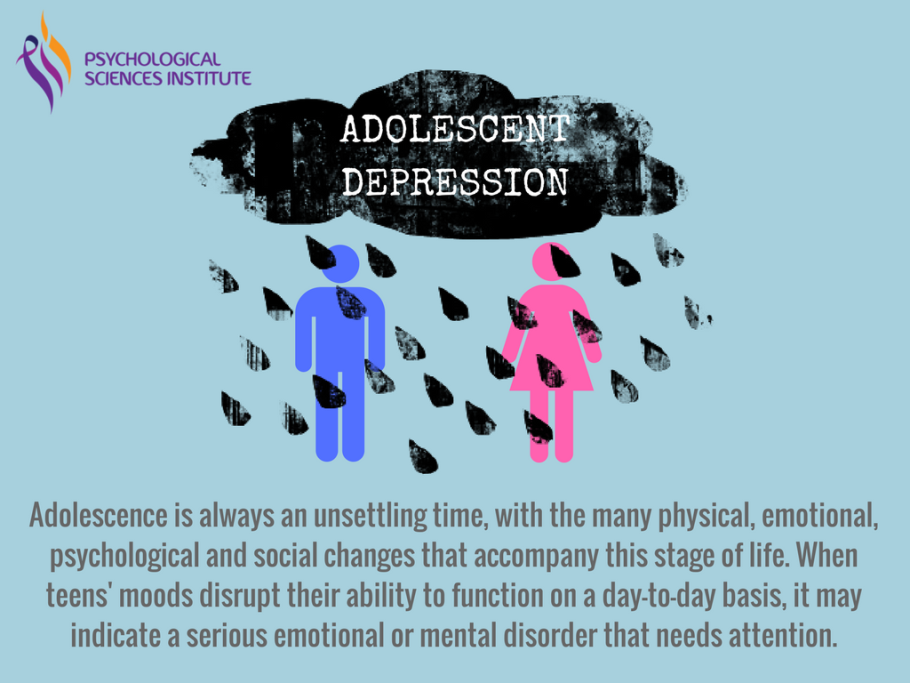 PSYCHOLOGICAL
SCIENCES INSTITUTE
ADOLESCENT
DEPRESSION
Adolescence is always an unsettling time, with the many physical, emotional,
psychological and social changes that accompany this stage of life. When
teens' moods disrupt their ability to function on a day-to-day basis, it may
indicate a serious emotional or mental disorder that needs attention.